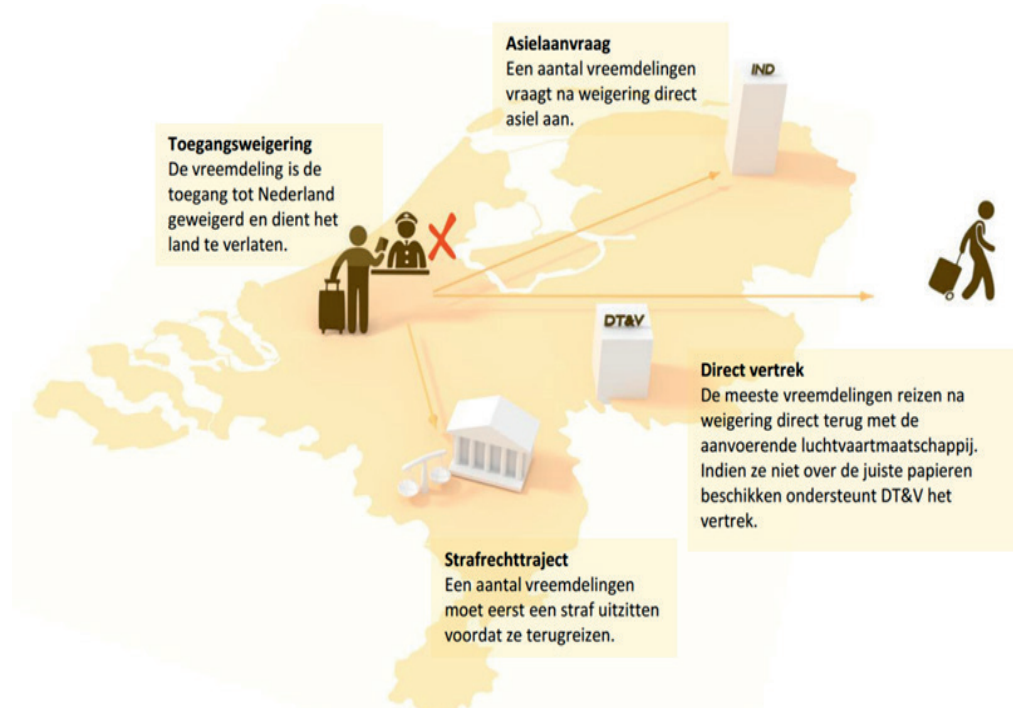 Asielaanvraag
Een aantal vreemdelingen
vraagt na weigering direct
asiel aan.
IND
Toegangsweigering
De vreemdeling is de
toegang tot Nederland
geweigerd en dient het
land te verlaten.
DT&V
Direct vertrek
De meeste vreemdelingen reizen na
weigering direct terug met de
aanvoerende luchtvaartmaatschappij.
Indien ze niet over de juiste papieren
beschikken ondersteunt DT&V het
vertrek.
Strafrechttraject
Een aantal vreemdelingen
moet eerst een straf uitzitten
voordat ze terugreizen.